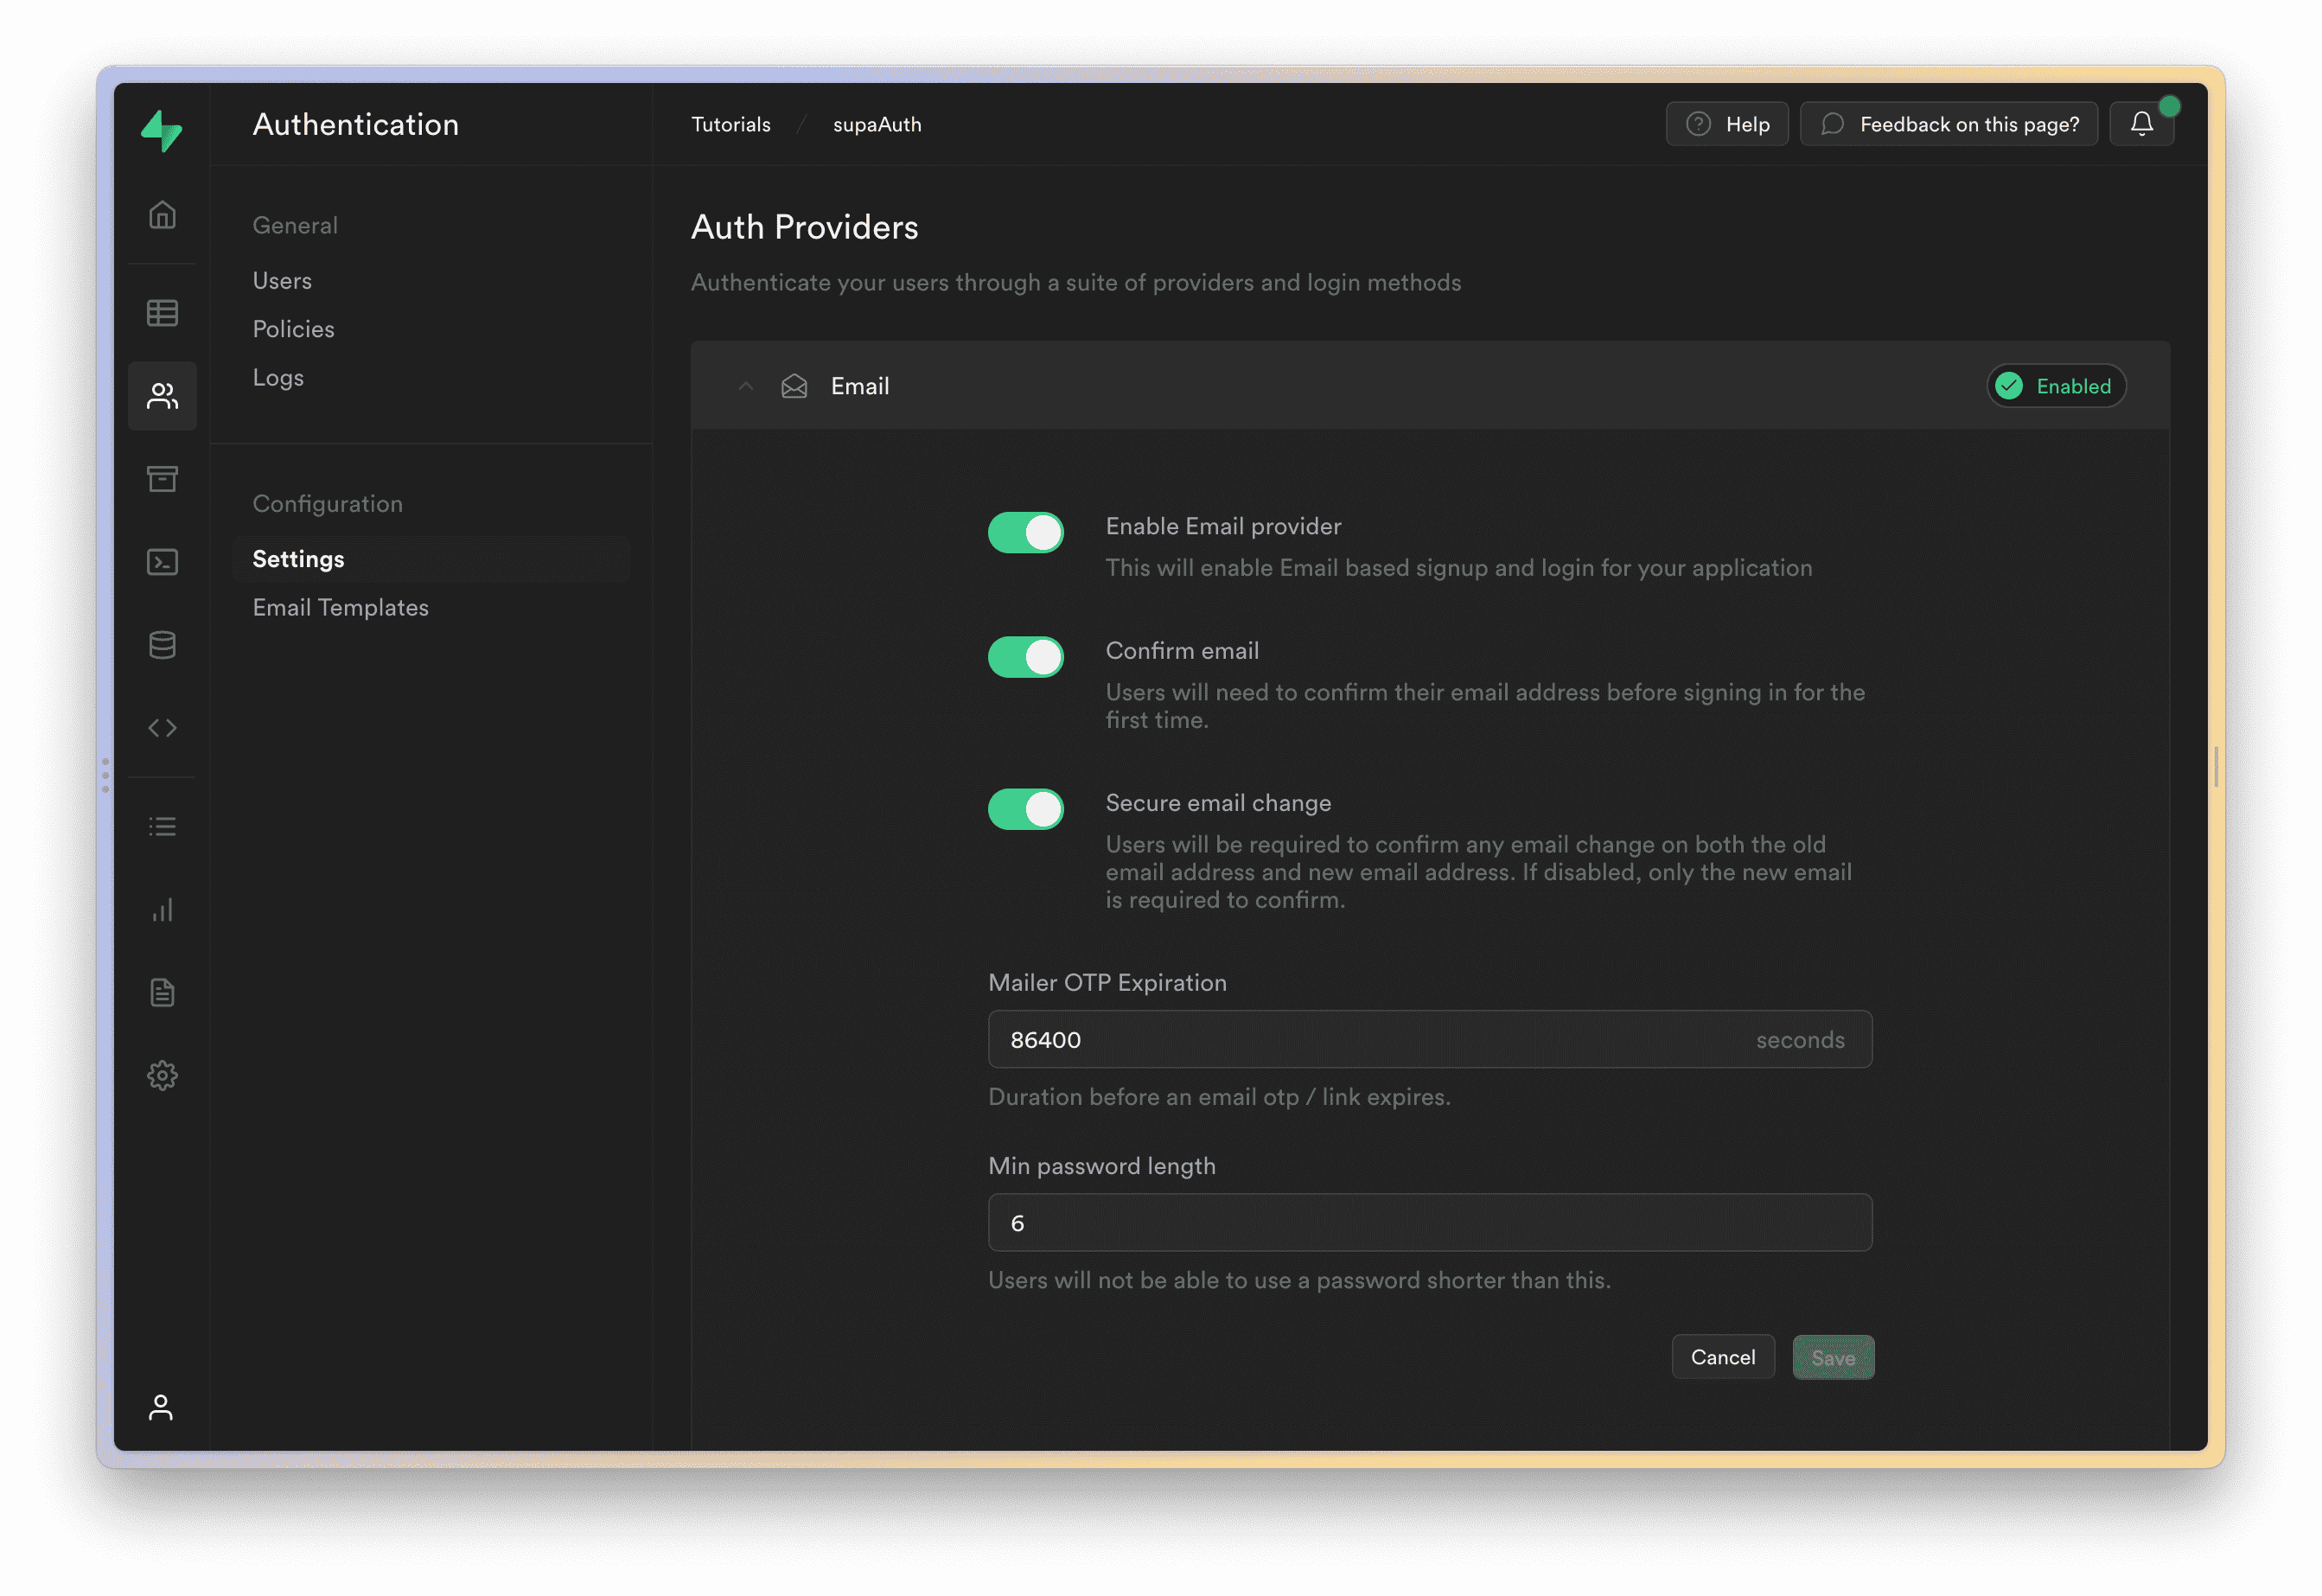 Authentication
Tutorials / supaAuth
Help
Feedback on this page?
General
Users
Policies
Logs
Configuration
Settings
Email Templates
Auth Providers
Authenticate your users through a suite of providers and login methods
Email
Enabled
Enable Email provider
This will enable Email based signup and login for your application
Confirm email
Users will need to confirm their email address before signing in for the
first time.
Secure email change
Users will be required to confirm any email change on both the old
email address and new email address. If disabled, only the new email
is required to confirm.
Mailer OTP Expiration
86400 seconds
Duration before an email otp / link expires.
Min password length
6
Users will not be able to use a password shorter than this.
Cancel
Save